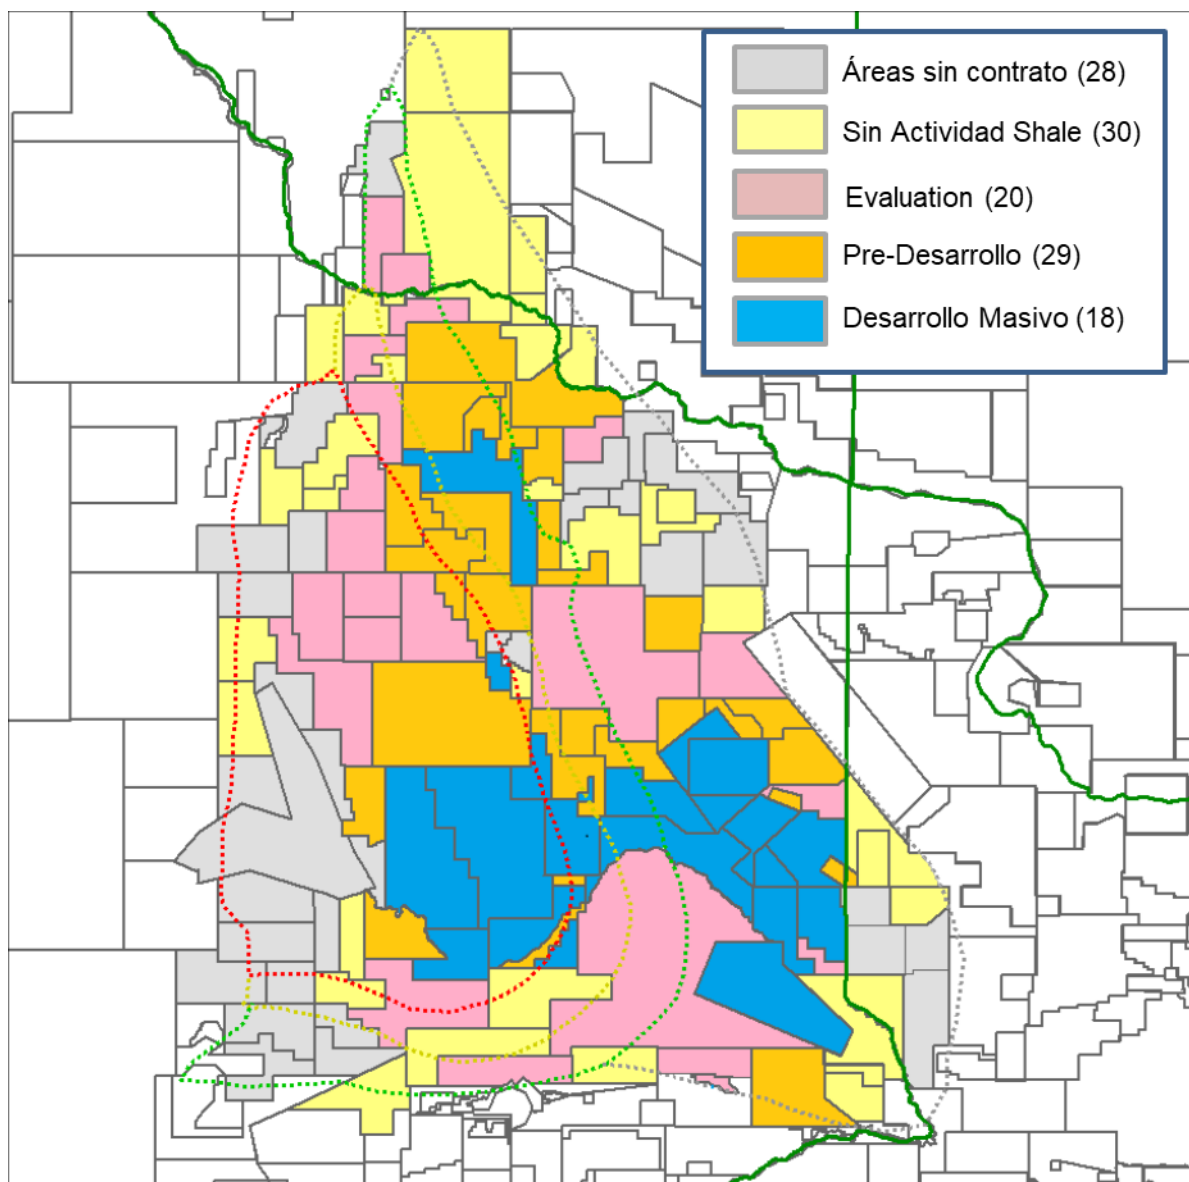 Áreas sin contrato (28)
Sin Actividad Shale (30)
Evaluation (20)
Pre-Desarrollo (29)
Desarrollo Masivo (18)